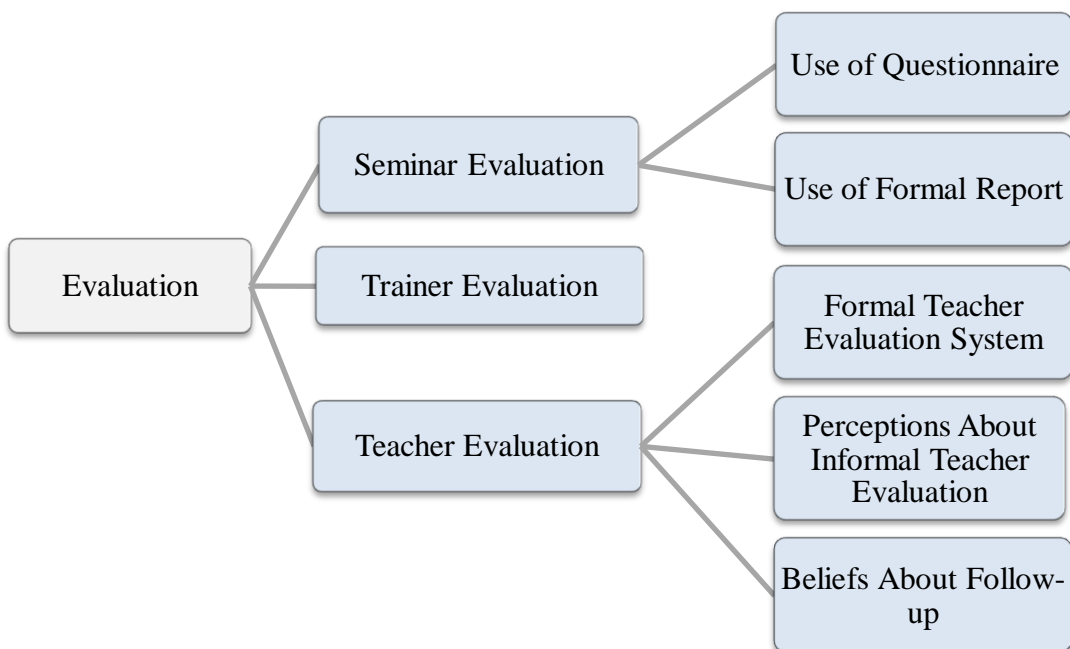 Evaluation
Seminar Evaluation
Use of Questionnaire
Use of Formal Report
Trainer Evaluation
Teacher Evaluation
Formal Teacher
Evaluation System
Perceptions About
Informal Teacher
Evaluation
Beliefs About Follow-
up